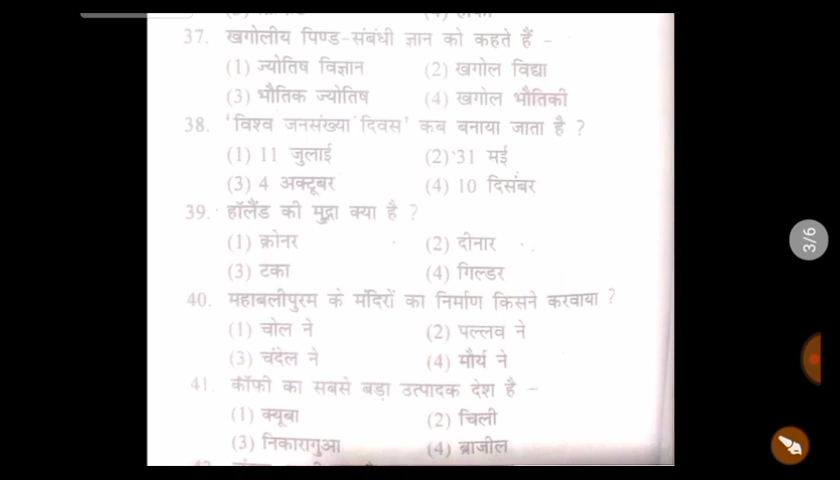 37. खगोलीय पिण्ड-संबंधी ज्ञान को कहते हैं -
(1) ज्योतिष विज्ञान (2) खगोल विद्या
(3) भौतिक ज्योतिष (4) खगोल भौतिकी
38. 'विश्व जनसंख्या दिवस' कब बनाया जाता है ?
(1) 11 जुलाई (2) 31 मई
(3) 4 अक्टूबर (4) 10 दिसंबर
39. हॉलैंड की मुद्रा क्या है ?
(1) क्रोनर (2) दीनार
(3) टका (4) गिल्डर
40. महाबलीपुरम के मंदिरों का निर्माण किसने करवाया ?
(1) चोल ने (2) पल्लव ने
(3) चंदेल ने (4) मौर्य ने
41. कॉफी का सबसे बड़ा उत्पादक देश है -
(1) क्यूबा (2) चिली
(3) निकारागुआ (4) ब्राजील
3/6